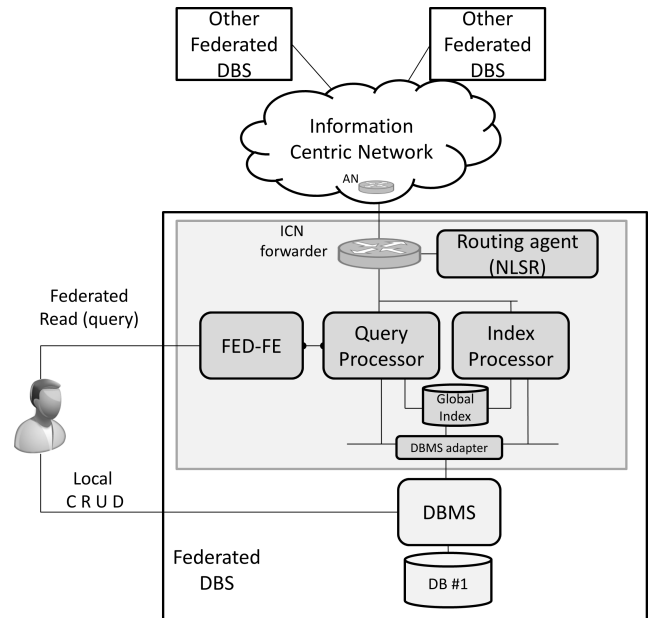 Other
Federated
DBS
Other
Federated
DBS
Information
Centric Network
AN
ICN
forwarder
Routing agent
(NLSR)
Federated
Read (query)
FED-FE
Query
Processor
Index
Processor
Global
Index
DBMS adapter
Local
C R U D
DBMS
Federated
DBS
DB #1